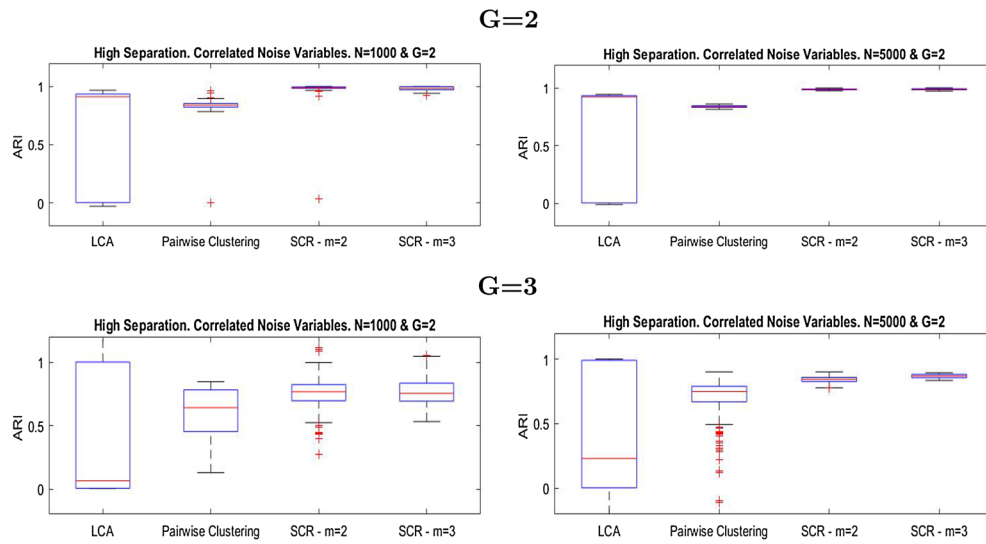 G=2
High Separation. Correlated Noise Variables. N=1000 & G=2
ARI
1
0.5
0
LCA Pairwise Clustering SCR - m=2 SCR - m=3
High Separation. Correlated Noise Variables. N=5000 & G=2
ARI
1
0.5
0
LCA Pairwise Clustering SCR - m=2 SCR - m=3
G=3
High Separation. Correlated Noise Variables. N=1000 & G=2
ARI
1
0.5
0
LCA Pairwise Clustering SCR - m=2 SCR - m=3
High Separation. Correlated Noise Variables. N=5000 & G=2
ARI
1
0.5
0
LCA Pairwise Clustering SCR - m=2 SCR - m=3